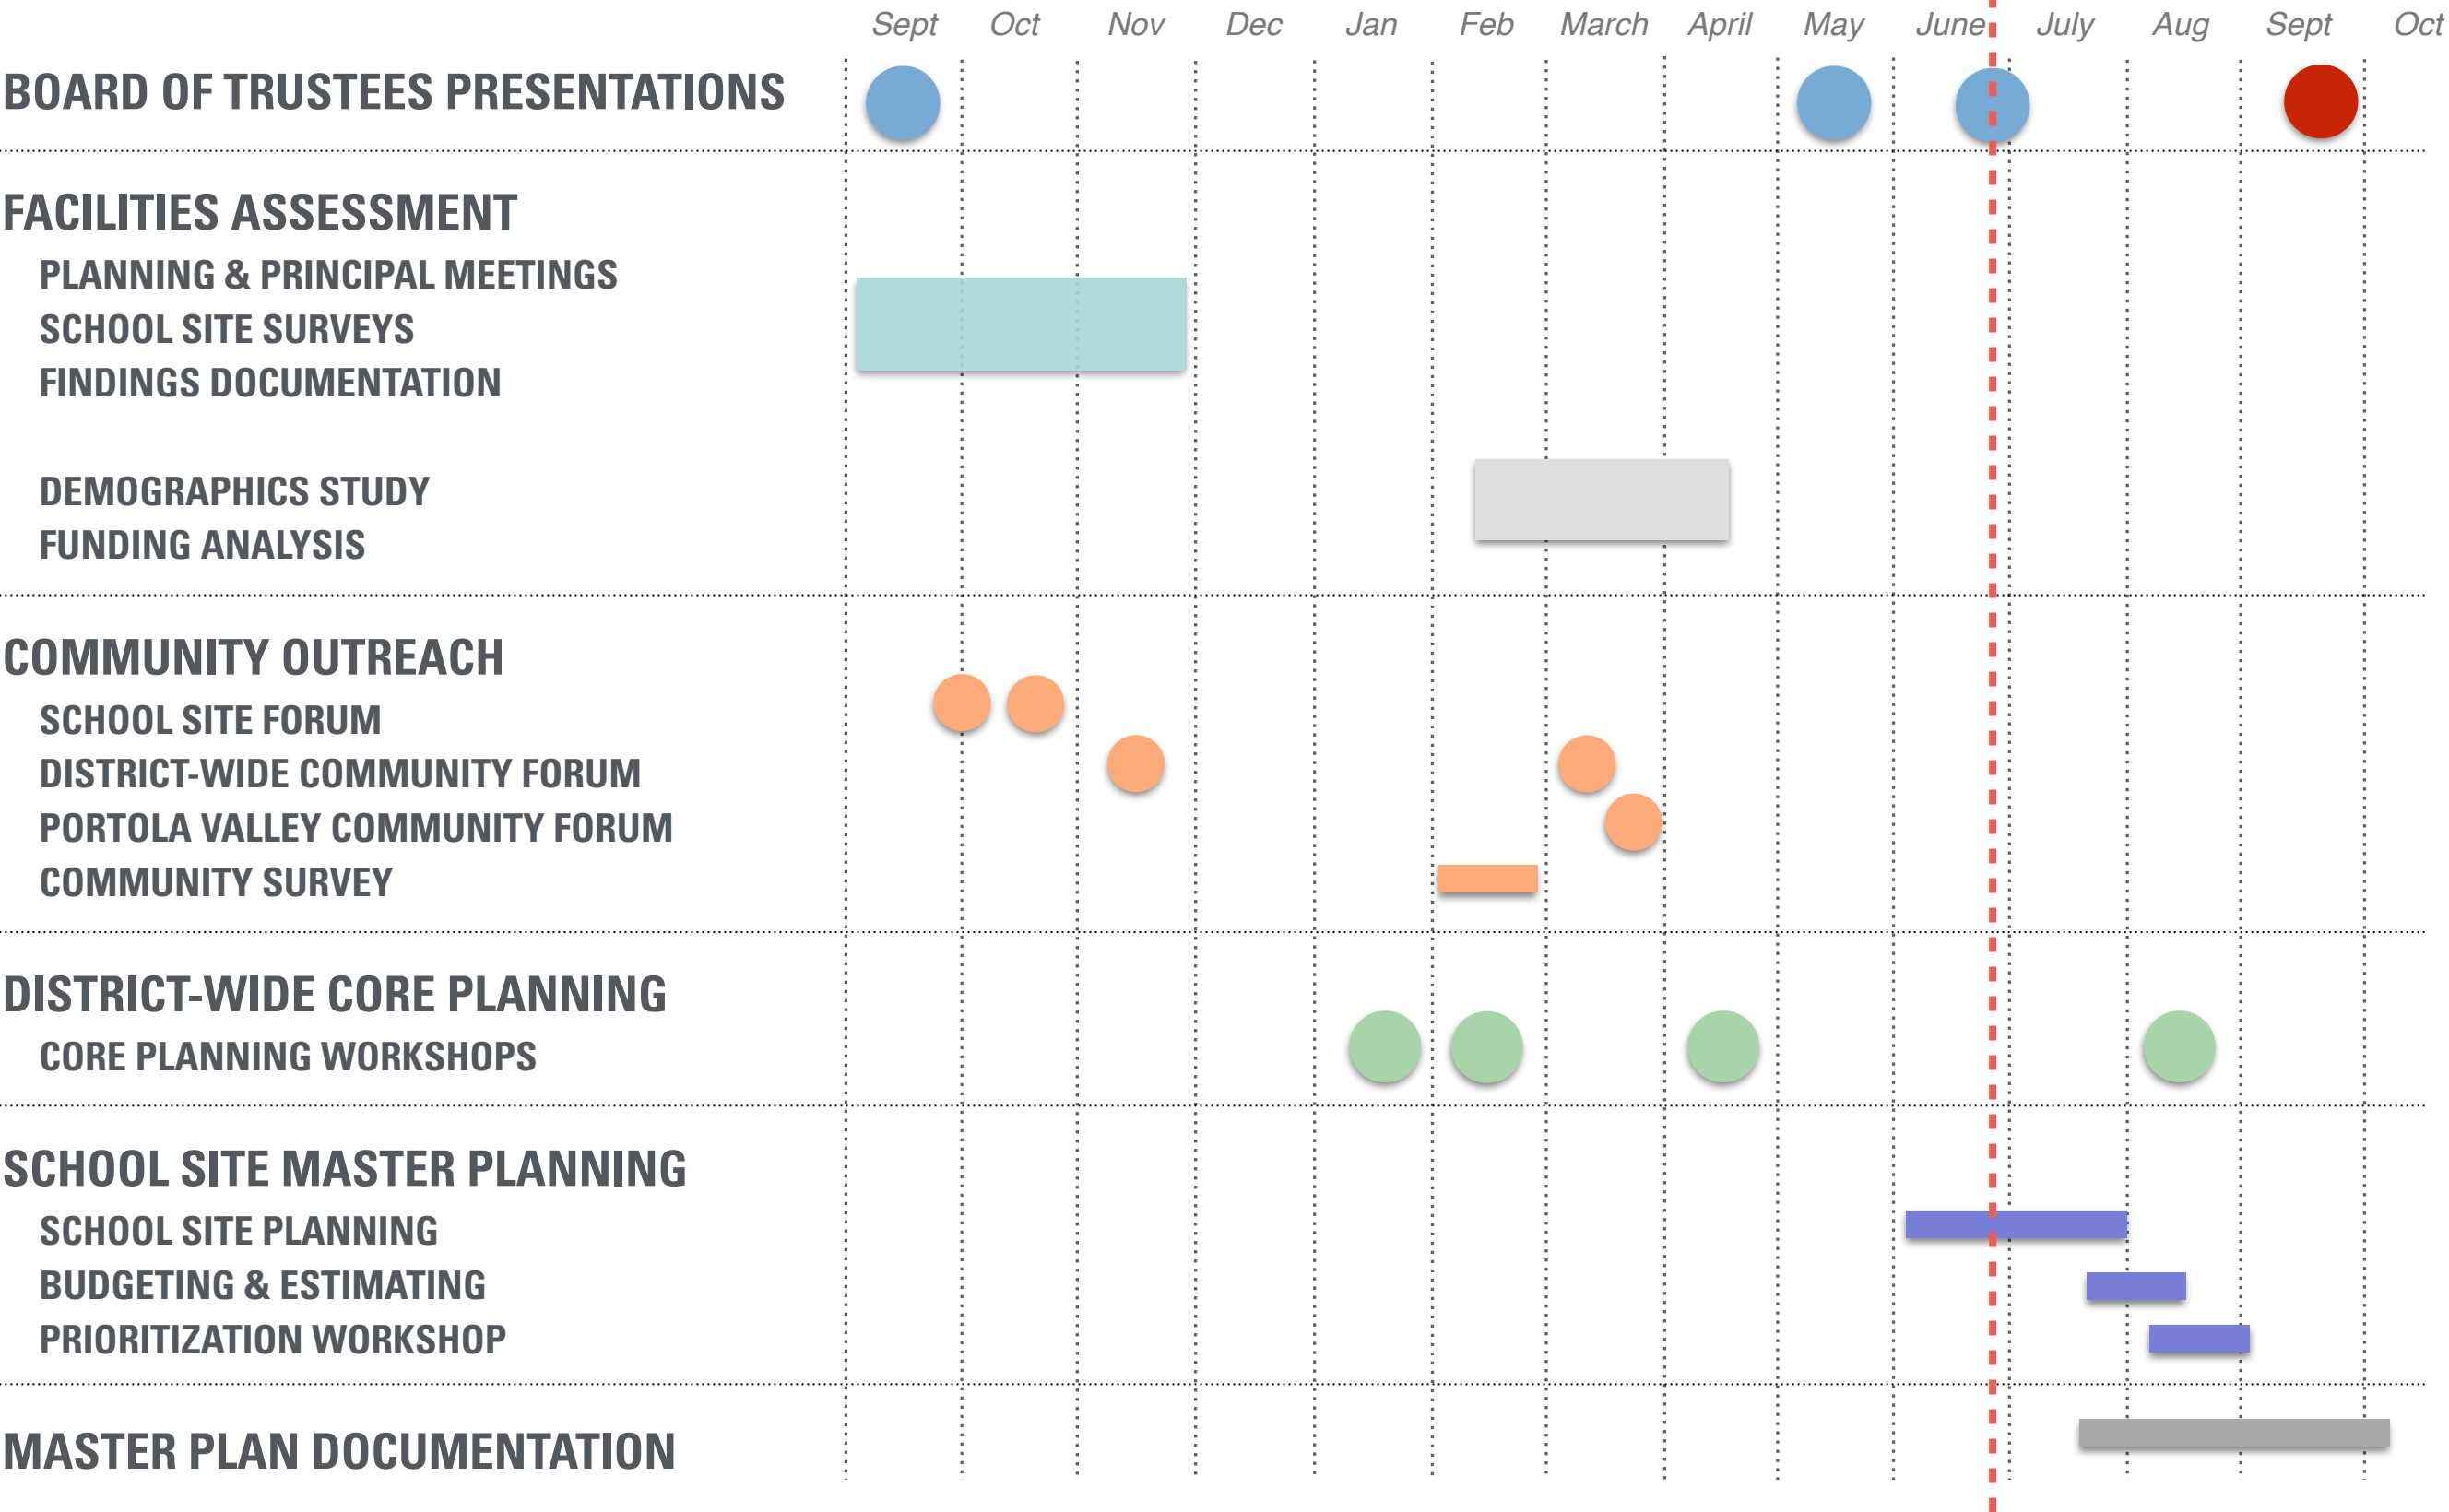 Sept Oct Nov Dec Jan Feb March April May June July Aug Sept Oct
BOARD OF TRUSTEES PRESENTATIONS
FACILITIES ASSESSMENT
PLANNING & PRINCIPAL MEETINGS
SCHOOL SITE SURVEYS
FINDINGS DOCUMENTATION
DEMOGRAPHICS STUDY
FUNDING ANALYSIS
COMMUNITY OUTREACH
SCHOOL SITE FORUM
DISTRICT-WIDE COMMUNITY FORUM
PORTOLA VALLEY COMMUNITY FORUM
COMMUNITY SURVEY
DISTRICT-WIDE CORE PLANNING
CORE PLANNING WORKSHOPS
SCHOOL SITE MASTER PLANNING
SCHOOL SITE PLANNING
BUDGETING & ESTIMATING
PRIORITIZATION WORKSHOP
MASTER PLAN DOCUMENTATION